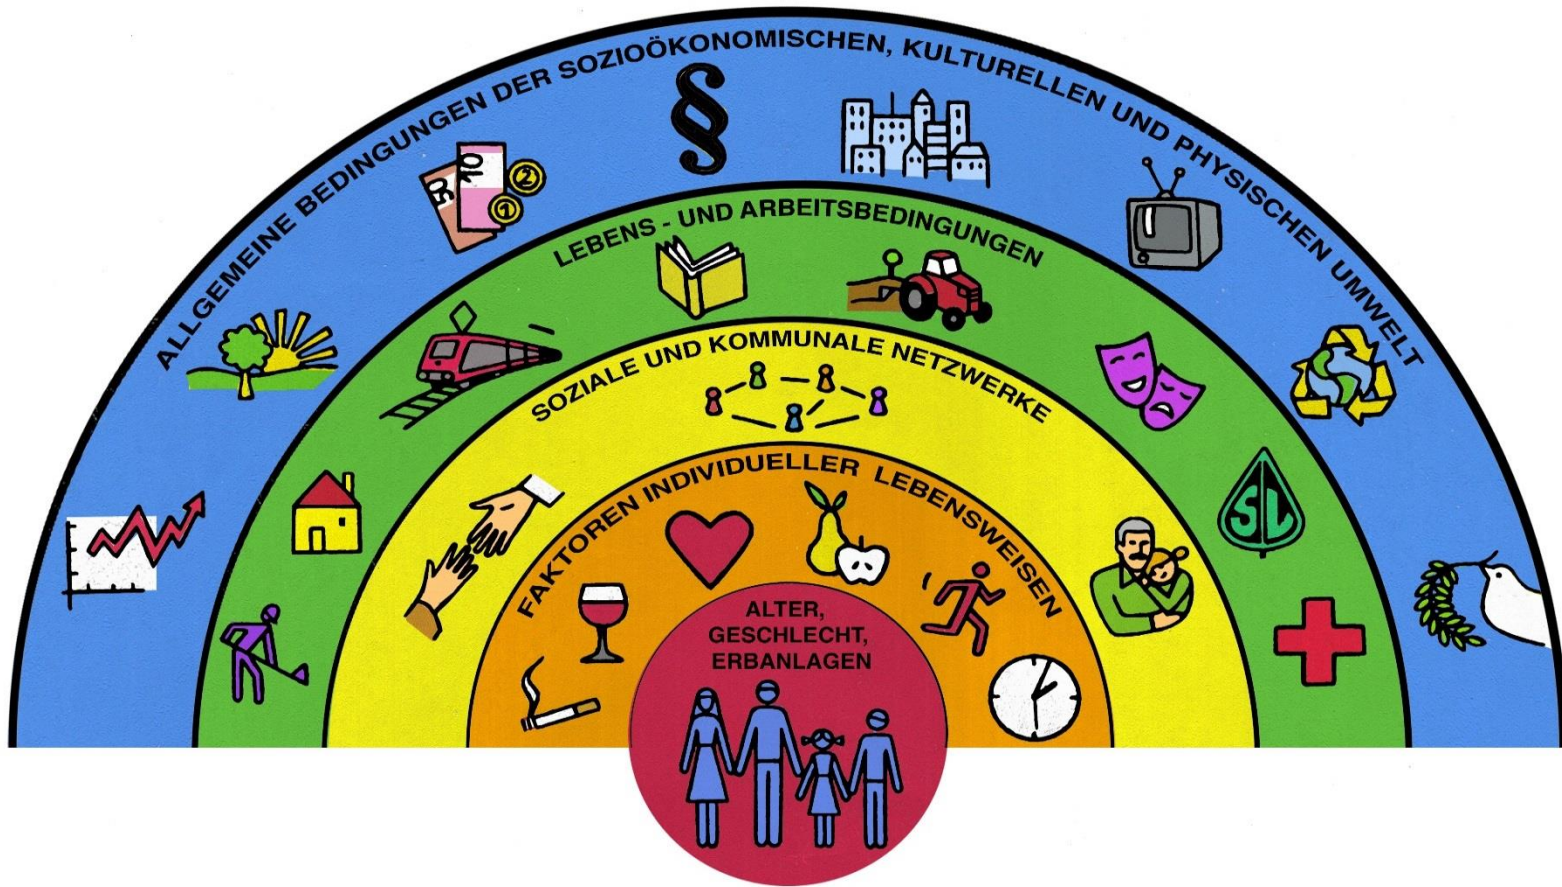 ALLGEMEINE BEDINGUNGEN DER SOZIOÖKONOMISCHEN, KULTURELLEN UND PHYSISCHEN UMWELT
§
50 10 2
1
LEBENS - UND ARBEITSBEDINGUNGEN
SOZIALE UND KOMMUNALE NETZWERKE
SL
FAKTOREN INDIVIDUELLER LEBENSWEISEN
ALTER,
GESCHLECHT,
ERBANLAGEN